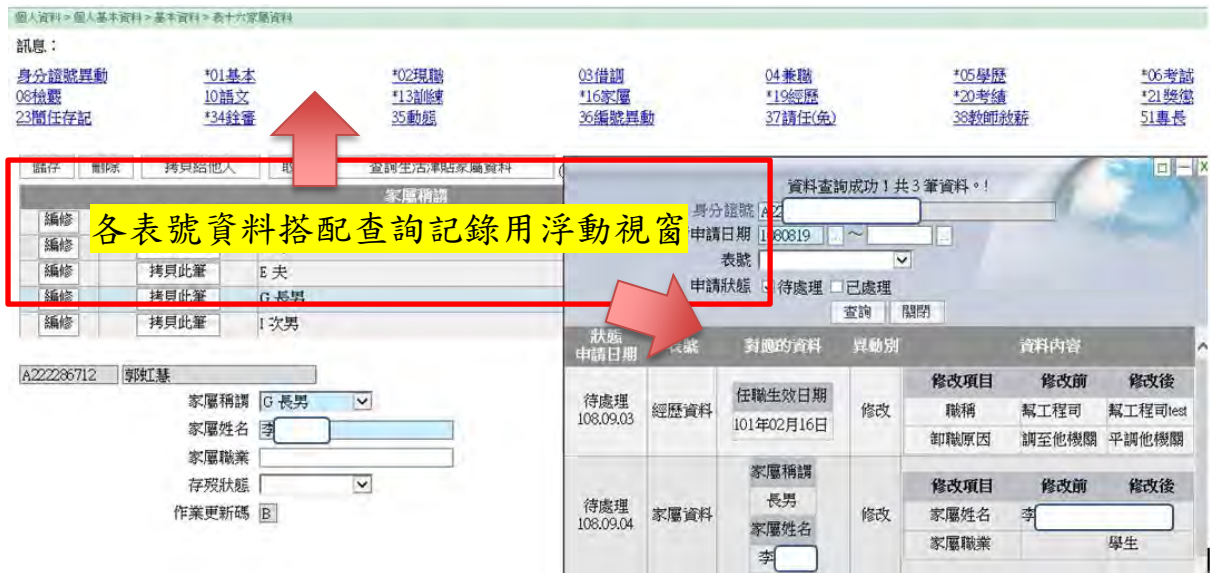 個人資料>個人基本資料>基本資料>表十六家屬資料
訊息：
身分證號異動 *01基本 *02現職 03借調 04兼職 *05學歷 *06考試
08檢覈 10語文 *13訓練 *16家屬 *19經歷 *20考績 *21獎懲
23簡任存記 *34銓審 35動態 36編號異動 37請任(免) 38教師敘薪 51專長
儲存 刪除 拷貝給他人 取 查詢生活津貼家屬資料
家屬稱謂
編修
編修
各表號資料搭配查詢記錄用浮動視窗
編修 拷貝此筆 E 夫
編修 拷貝此筆 G 長男
編修 拷貝此筆 I 次男
A222286712
家屬稱謂 G 長男
家屬姓名 李
家屬職業
存歿狀態
作業更新碼 B
資料查詢成功！共3筆資料。!
身分證號 A22
申請日期 1080819 ... ～ ...
表號
申請狀態 待處理 已處理
查詢 關閉
狀態
申請日期 表號 對應的資料 異動別 資料內容
待處理
108.09.03 經歷資料 任職生效日期
101年02月16日 修改
修改項目 修改前 修改後
職稱 幫工程司 幫工程司test
卸職原因 調至他機關 平調他機關
待處理
108.09.04 家屬資料
家屬稱謂
長男
家屬姓名
李
修改
修改項目 修改前 修改後
家屬姓名 李
家屬職業 學生